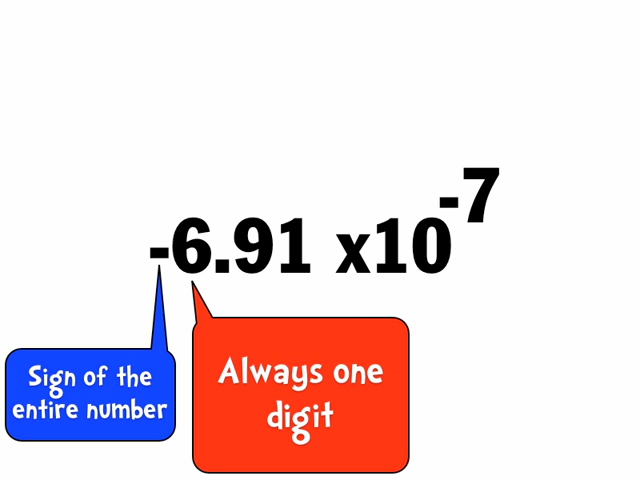 -6.91 x10-7
Sign of the
entire number
Always one
digit